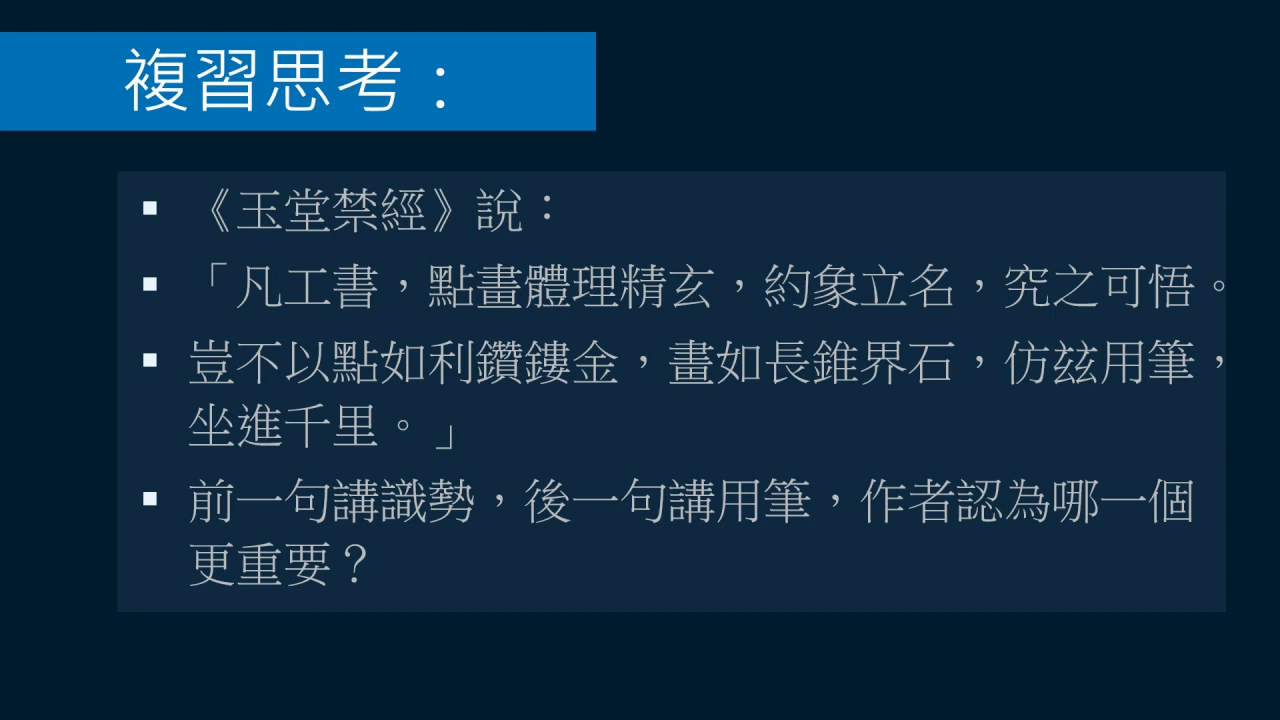 複習思考：
▪ 《玉堂禁經》說：
▪ 「凡工書，點畫體理精玄，約象立名，究之可悟。
▪ 豈不以點如利鑽鏤金，畫如長錐界石，仿玆用筆，
坐進千里。」
▪ 前一句講識勢，後一句講用筆，作者認為哪一個
更重要？